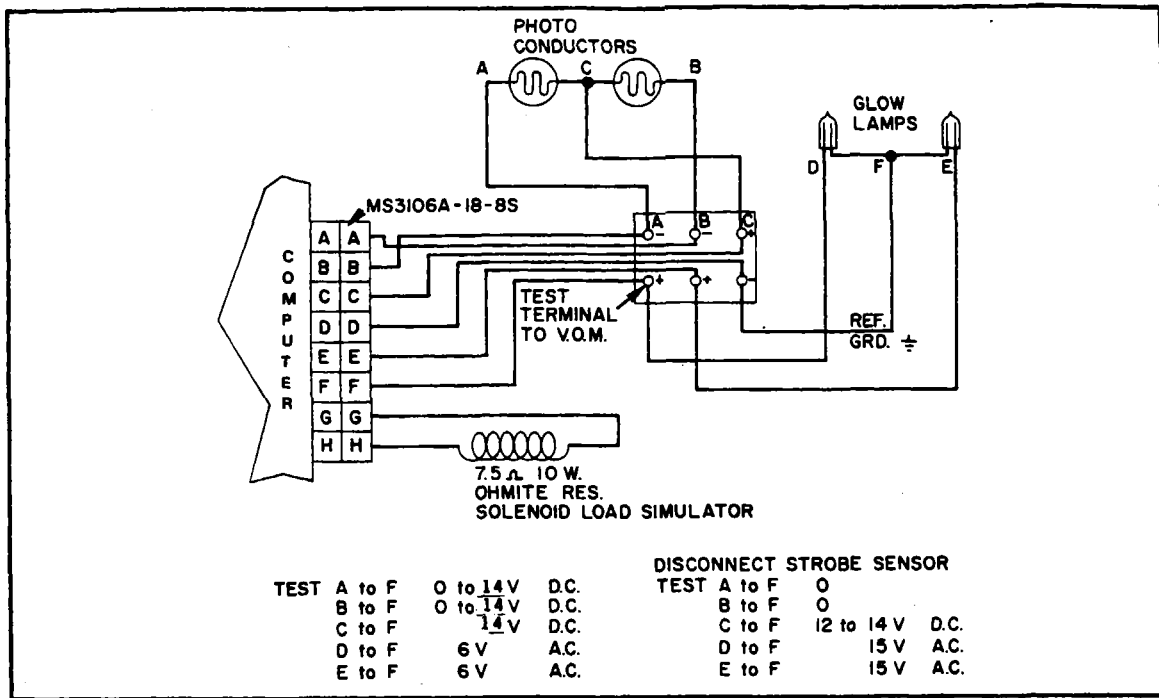 PHOTO
CONDUCTORS
A C B
GLOW
LAMPS
D F E
MS3106A-18-8S
COMPUTER
A A
B B
C C
D D
E E
F F
G G
H H
A B C
- - +
+ + -
TEST
TERMINAL
TO V.O.M.
REF.
GRD.
7.5 Ω 10 W.
OHMITE RES.
SOLENOID LOAD SIMULATOR
TEST A to F 0 to 14 V D.C.
B to F 0 to 14 V D.C.
C to F 14 V D.C.
D to F 6 V A.C.
E to F 6 V A.C.
DISCONNECT STROBE SENSOR
TEST A to F 0
B to F 0
C to F 12 to 14 V D.C.
D to F 15 V A.C.
E to F 15 V A.C.